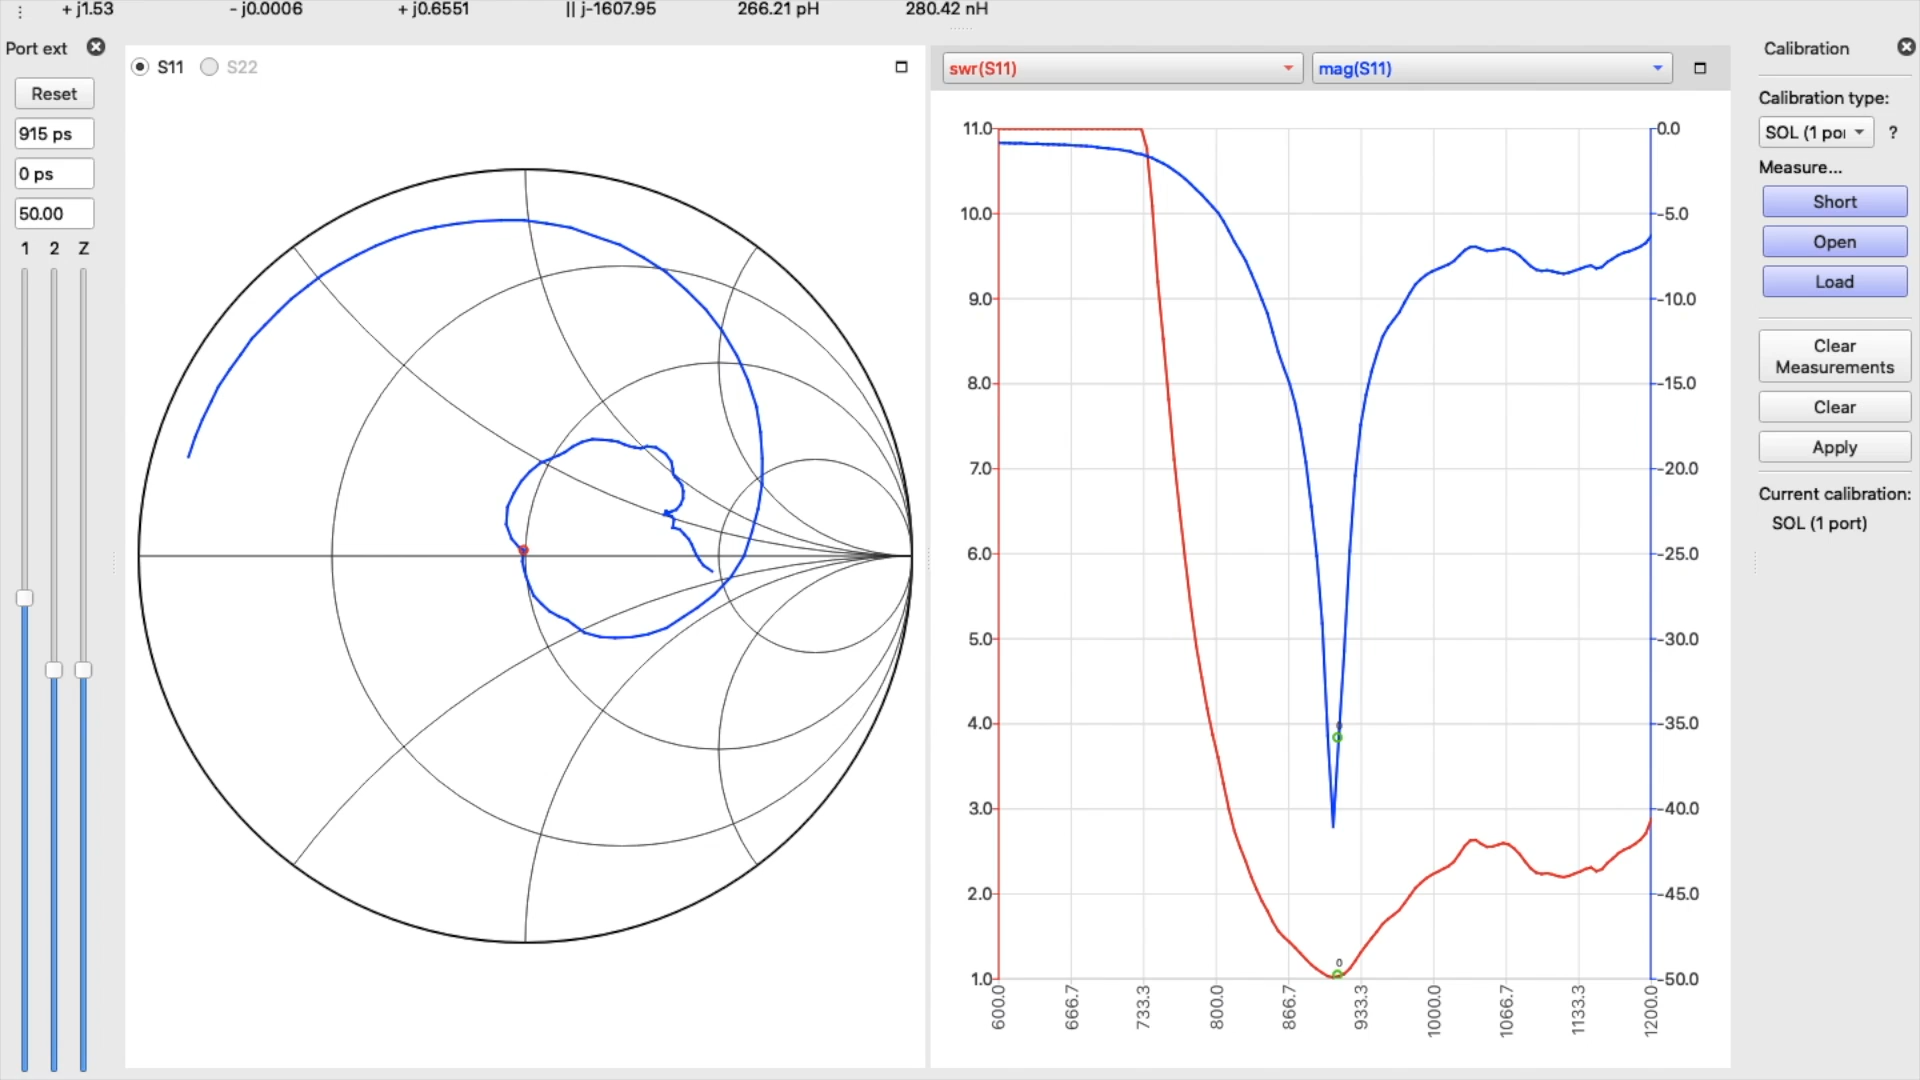 + j1.53 - j0.0006 + j0.6551 || j-1607.95 266.21 pH 280.42 nH
Port ext
Reset
915 ps
0 ps
50.00
1 2 Z
S11 S22
swr(S11) mag(S11)
11.0 0.0
10.0 -5.0
9.0 -10.0
8.0 -15.0
7.0 -20.0
6.0 -25.0
5.0 -30.0
4.0 -35.0
3.0 -40.0
2.0 -45.0
1.0 -50.0
0
0
600.0 666.7 733.3 800.0 866.7 933.3 1000.0 1066.7 1133.3 1200.0
Calibration
Calibration type:
SOL (1 poi ?
Measure...
Short
Open
Load
Clear
Measurements
Clear
Apply
Current calibration:
SOL (1 port)